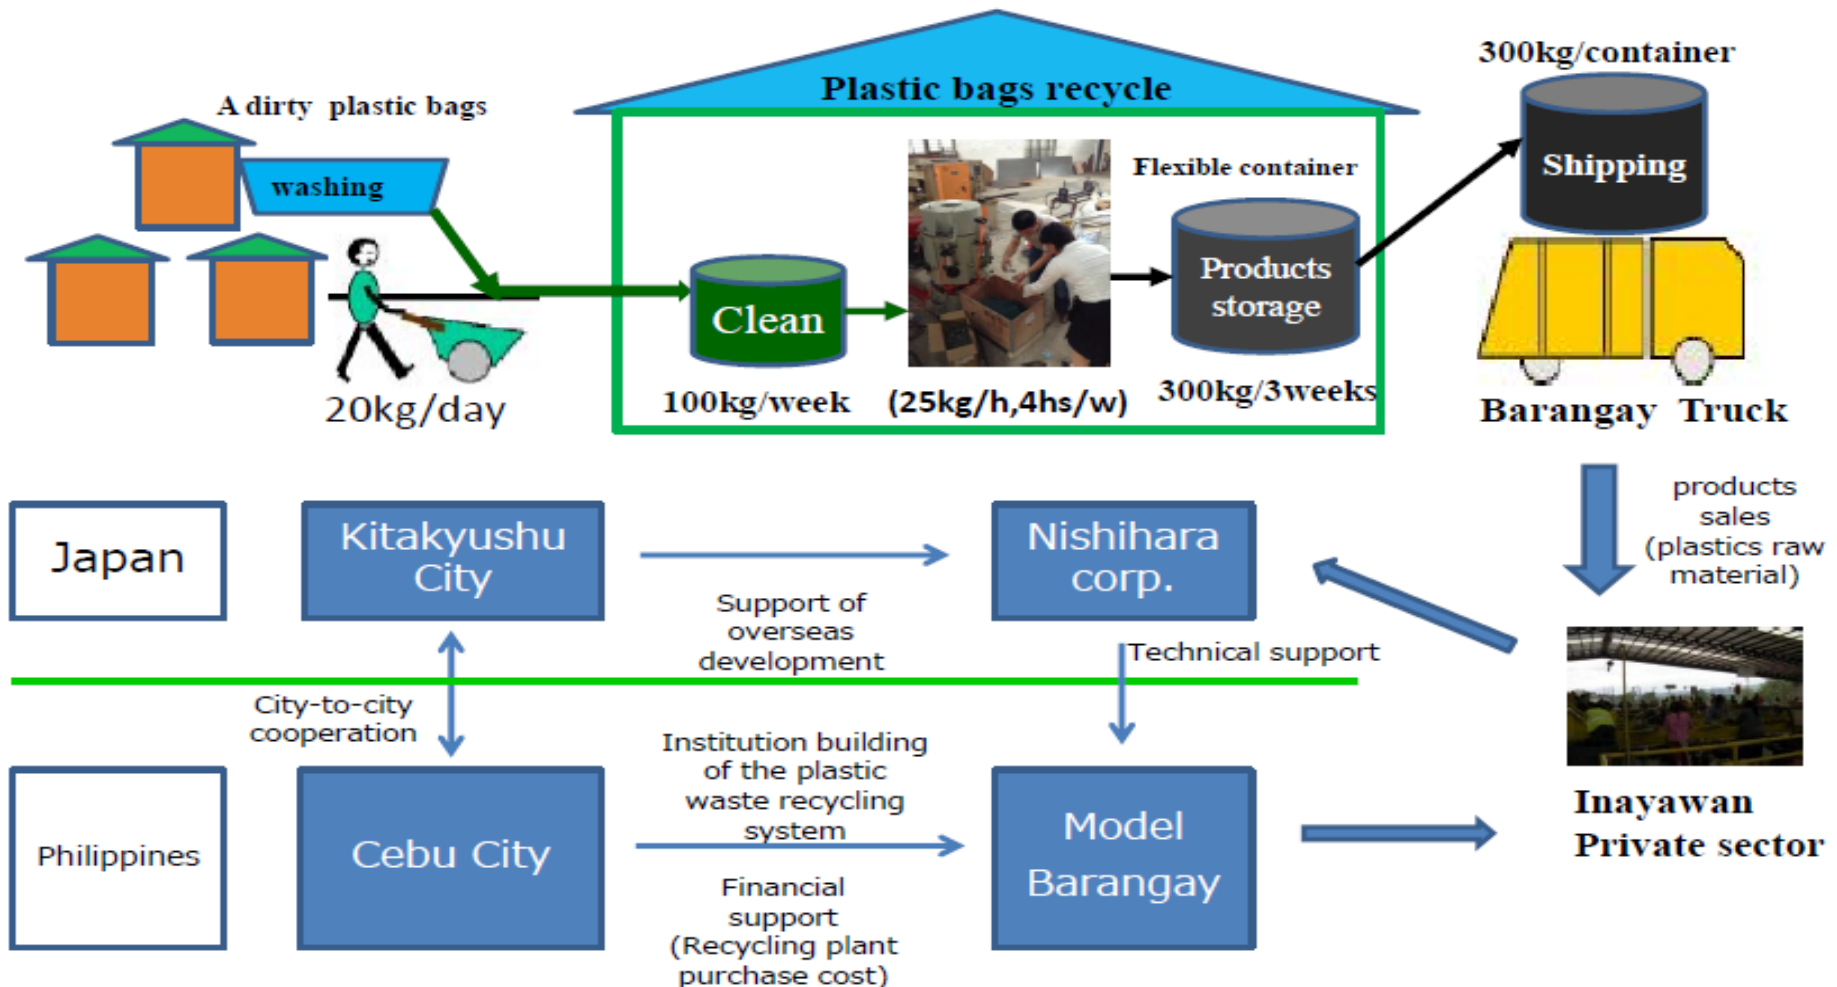 300kg/container
Plastic bags recycle
A dirty plastic bags
washing
Flexible container
Shipping
Clean
Products
storage
20kg/day
100kg/week
(25kg/h,4hs/w)
300kg/3weeks
Barangay Truck
products
sales
(plastics raw
material)
Japan
Kitakyushu
City
Nishihara
corp.
Support of
overseas
development
Technical support
City-to-city
cooperation
Institution building
of the plastic
waste recycling
system
Philippines
Cebu City
Model
Barangay
Inayawan
Private sector
Financial
support
(Recycling plant
purchase cost)